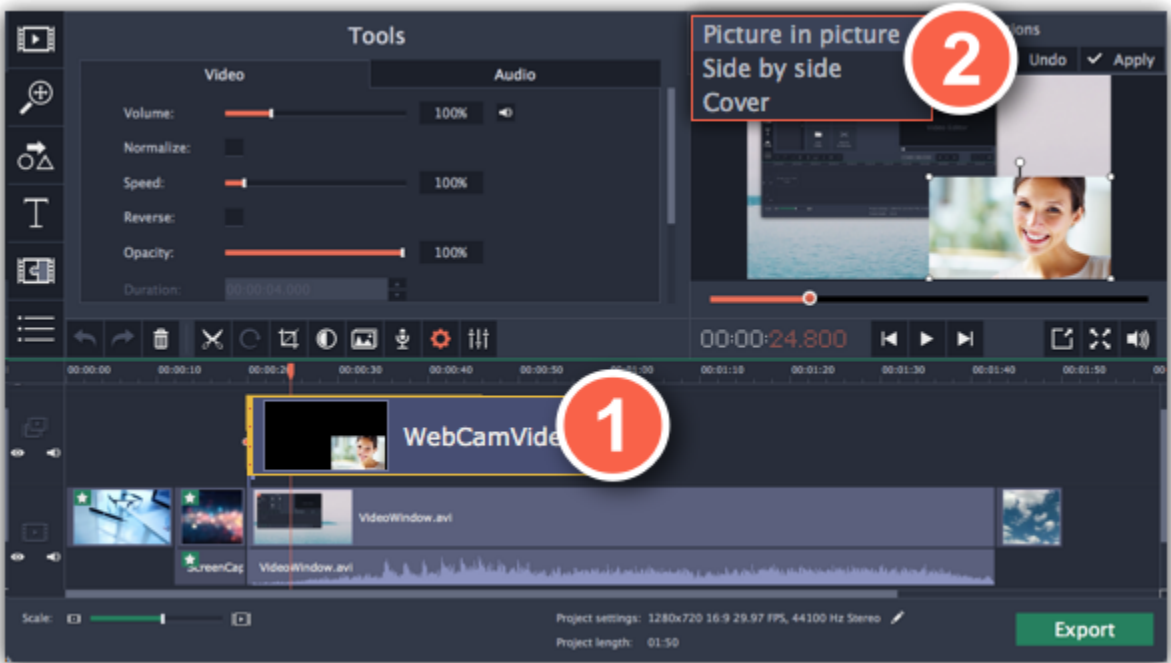 Tools
Video Audio
Volume: 100%
Normalize:
Speed: 100%
Reverse:
Opacity: 100%
Duration: 00:00:04.000
Picture in picture
Side by side
Cover
2
Undo Apply
00:00:24.800
00:00:00 00:00:10 00:00:30 00:00:40 00:00:50 00:01:10 00:01:20 00:01:30 00:01:40 00:01:50
WebCamVide
1
VideoWindow.avi
ScreenCap VideoWindow.avi
Scale:
Project settings: 1280x720 16:9 29.97 FPS, 44100 Hz Stereo
Project length: 01:50
Export